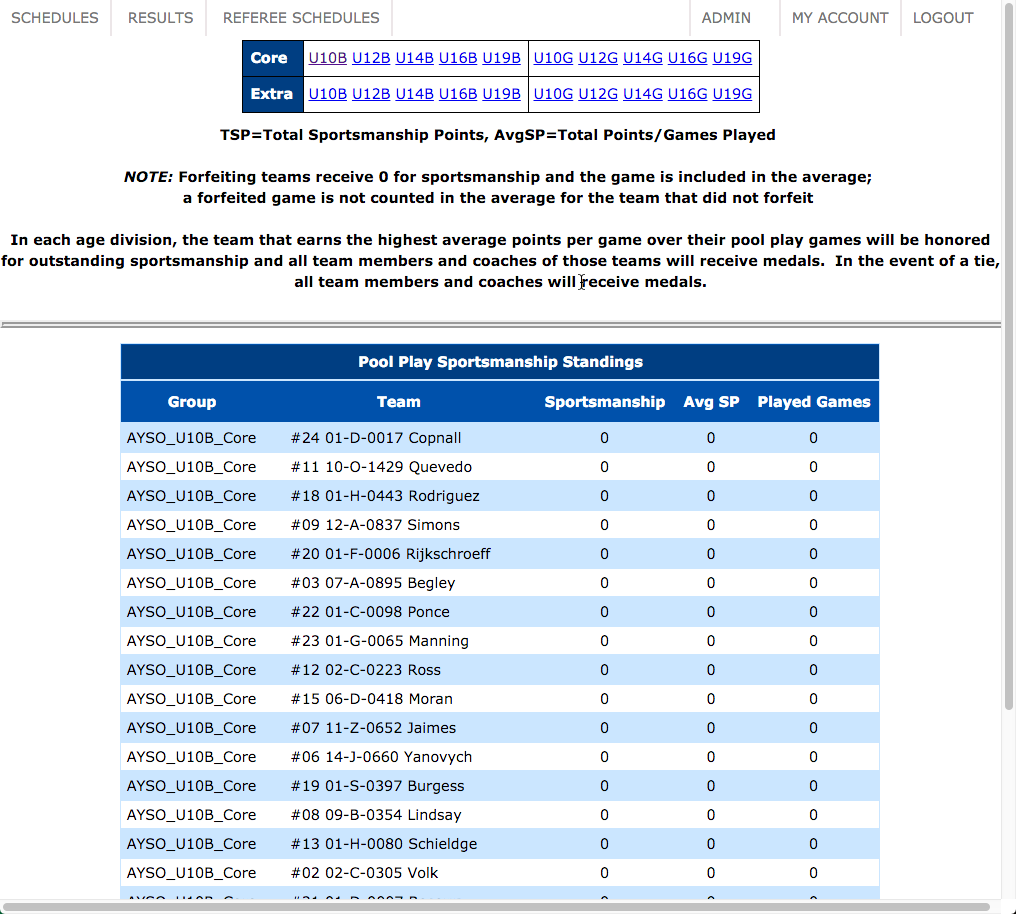 SCHEDULES RESULTS REFEREE SCHEDULES ADMIN MY ACCOUNT LOGOUT
Core U10B U12B U14B U16B U19B U10G U12G U14G U16G U19G
Extra U10B U12B U14B U16B U19B U10G U12G U14G U16G U19G
TSP=Total Sportsmanship Points, AvgSP=Total Points/Games Played
NOTE: Forfeiting teams receive 0 for sportsmanship and the game is included in the average;
a forfeited game is not counted in the average for the team that did not forfeit
In each age division, the team that earns the highest average points per game over their pool play games will be honored
for outstanding sportsmanship and all team members and coaches of those teams will receive medals. In the event of a tie,
all team members and coaches will receive medals.
Pool Play Sportsmanship Standings
Group Team Sportsmanship Avg SP Played Games
AYSO_U10B_Core #24 01-D-0017 Copnall 0 0 0
AYSO_U10B_Core #11 10-O-1429 Quevedo 0 0 0
AYSO_U10B_Core #18 01-H-0443 Rodriguez 0 0 0
AYSO_U10B_Core #09 12-A-0837 Simons 0 0 0
AYSO_U10B_Core #20 01-F-0006 Rijkschroeff 0 0 0
AYSO_U10B_Core #03 07-A-0895 Begley 0 0 0
AYSO_U10B_Core #22 01-C-0098 Ponce 0 0 0
AYSO_U10B_Core #23 01-G-0065 Manning 0 0 0
AYSO_U10B_Core #12 02-C-0223 Ross 0 0 0
AYSO_U10B_Core #15 06-D-0418 Moran 0 0 0
AYSO_U10B_Core #07 11-Z-0652 Jaimes 0 0 0
AYSO_U10B_Core #06 14-J-0660 Yanovych 0 0 0
AYSO_U10B_Core #19 01-S-0397 Burgess 0 0 0
AYSO_U10B_Core #08 09-B-0354 Lindsay 0 0 0
AYSO_U10B_Core #13 01-H-0080 Schieldge 0 0 0
AYSO_U10B_Core #02 02-C-0305 Volk 0 0 0